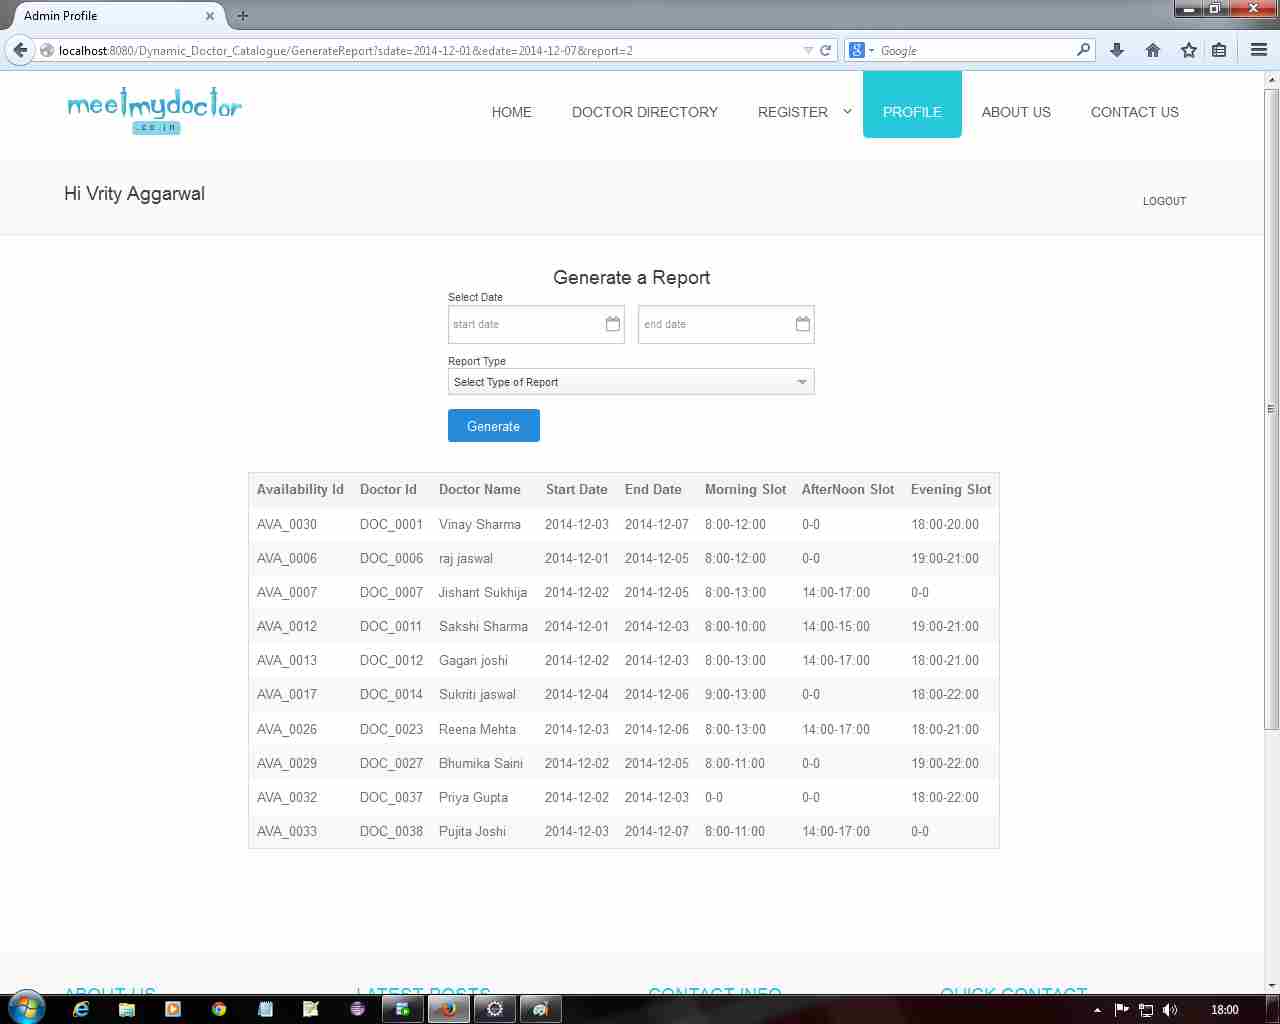 Admin Profile
localhost:8080/Dynamic_Doctor_Catalogue/GenerateReport?sdate=2014-12-01&edate=2014-12-07&report=2
Google
meetmydoctor
.co.in
HOME DOCTOR DIRECTORY REGISTER PROFILE ABOUT US CONTACT US
Hi Vrity Aggarwal
LOGOUT
Generate a Report
Select Date
start date end date
Report Type
Select Type of Report
Generate
Availability Id Doctor Id Doctor Name Start Date End Date Morning Slot AfterNoon Slot Evening Slot
AVA_0030 DOC_0001 Vinay Sharma 2014-12-03 2014-12-07 8:00-12:00 0-0 18:00-20:00
AVA_0006 DOC_0006 raj jaswal 2014-12-01 2014-12-05 8:00-12:00 0-0 19:00-21:00
AVA_0007 DOC_0007 Jishant Sukhija 2014-12-02 2014-12-05 8:00-13:00 14:00-17:00 0-0
AVA_0012 DOC_0011 Sakshi Sharma 2014-12-01 2014-12-03 8:00-10:00 14:00-15:00 19:00-21:00
AVA_0013 DOC_0012 Gagan joshi 2014-12-02 2014-12-03 8:00-13:00 14:00-17:00 18:00-21:00
AVA_0017 DOC_0014 Sukriti jaswal 2014-12-04 2014-12-06 9:00-13:00 0-0 18:00-22:00
AVA_0026 DOC_0023 Reena Mehta 2014-12-03 2014-12-06 8:00-13:00 14:00-17:00 18:00-21:00
AVA_0029 DOC_0027 Bhumika Saini 2014-12-02 2014-12-05 8:00-11:00 0-0 19:00-22:00
AVA_0032 DOC_0037 Priya Gupta 2014-12-02 2014-12-03 0-0 0-0 18:00-22:00
AVA_0033 DOC_0038 Pujita Joshi 2014-12-03 2014-12-07 8:00-11:00 14:00-17:00 0-0
ABOUT US LATEST POSTS CONTACT INFO QUICK CONTACT
18:00